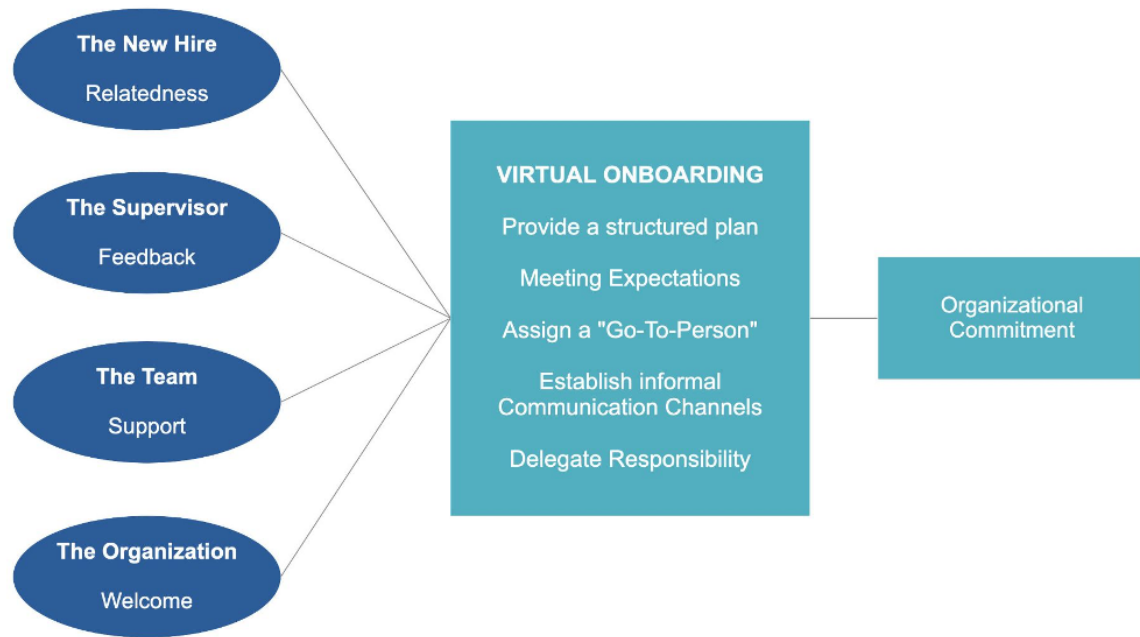 The New Hire
Relatedness
The Supervisor
Feedback
The Team
Support
The Organization
Welcome
VIRTUAL ONBOARDING
Provide a structured plan
Meeting Expectations
Assign a "Go-To-Person"
Establish informal
Communication Channels
Delegate Responsibility
Organizational
Commitment